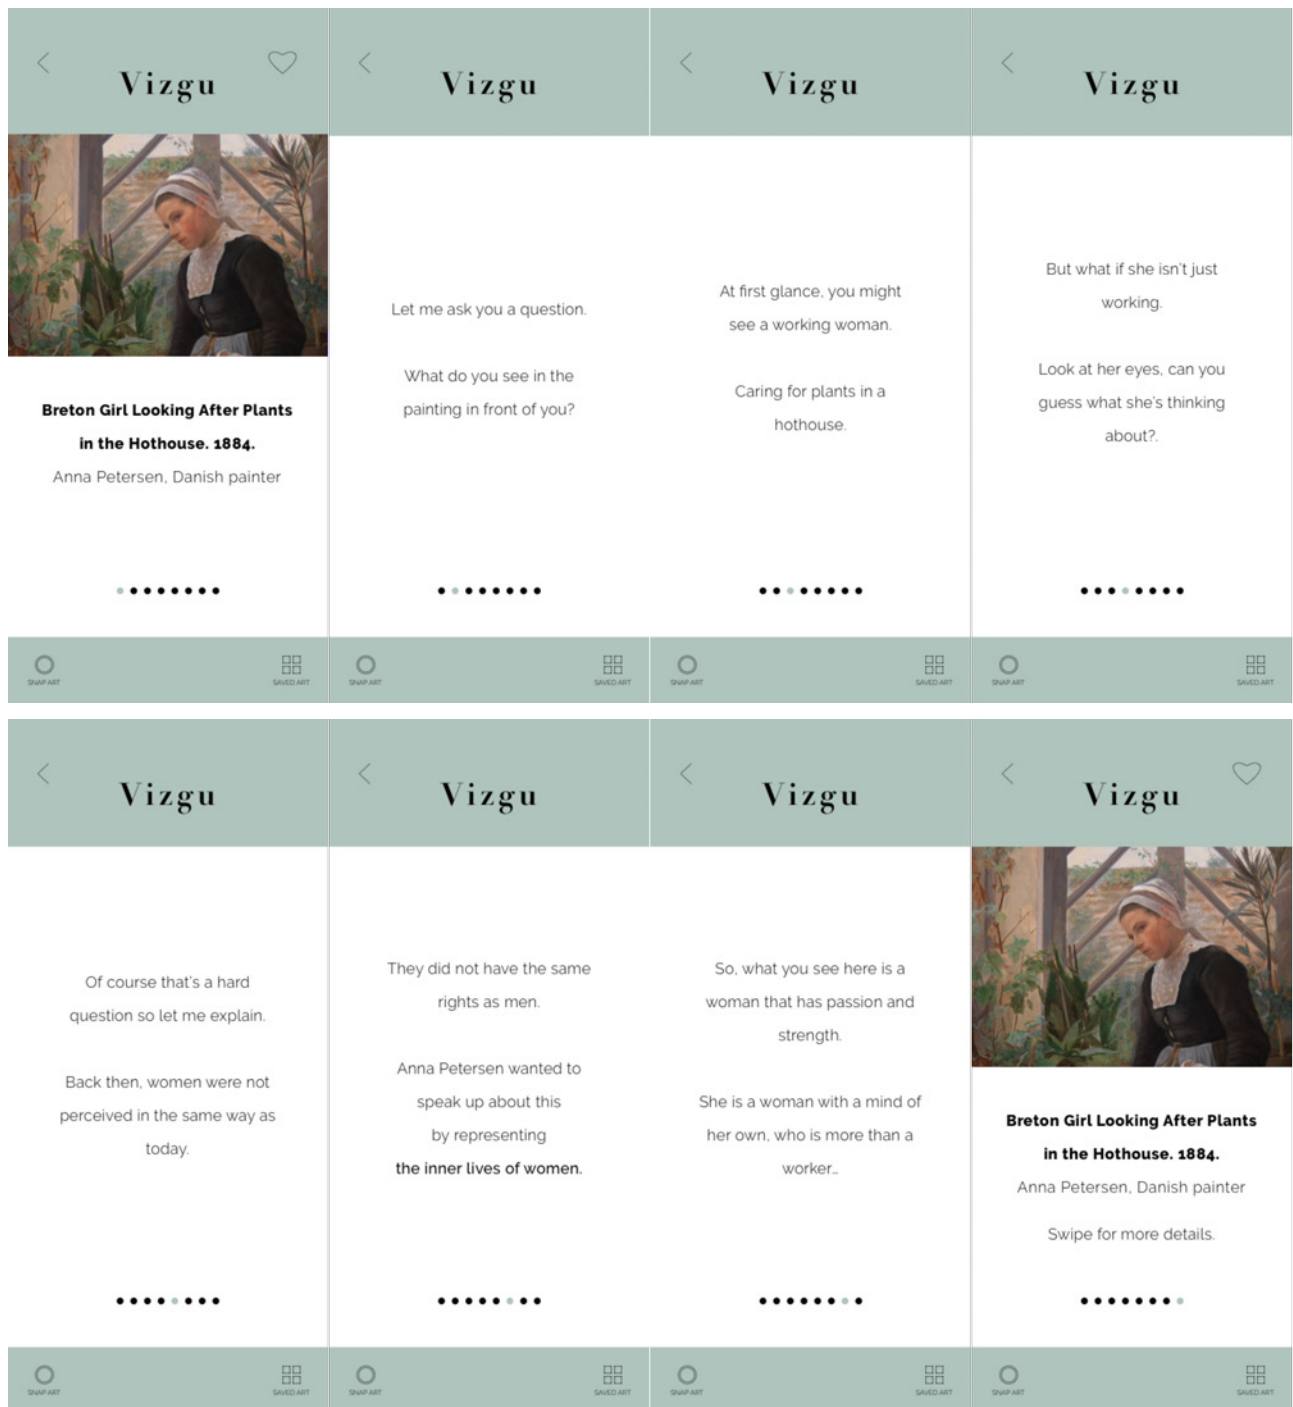 Vizgu
Breton Girl Looking After Plants
in the Hothouse. 1884.
Anna Petersen, Danish painter
SNAP ART
SAVED ART
Vizgu
Let me ask you a question.
What do you see in the
painting in front of you?
SNAP ART
SAVED ART
Vizgu
At first glance, you might
see a working woman.
Caring for plants in a
hothouse.
SNAP ART
SAVED ART
Vizgu
But what if she isn't just
working.
Look at her eyes, can you
guess what she's thinking
about?.
SNAP ART
SAVED ART
Vizgu
Of course that's a hard
question so let me explain.
Back then, women were not
perceived in the same way as
today.
SNAP ART
SAVED ART
Vizgu
They did not have the same
rights as men.
Anna Petersen wanted to
speak up about this
by representing
the inner lives of women.
SNAP ART
SAVED ART
Vizgu
So, what you see here is a
woman that has passion and
strength.
She is a woman with a mind of
her own, who is more than a
worker…
SNAP ART
SAVED ART
Vizgu
Breton Girl Looking After Plants
in the Hothouse. 1884.
Anna Petersen, Danish painter
Swipe for more details.
SNAP ART
SAVED ART